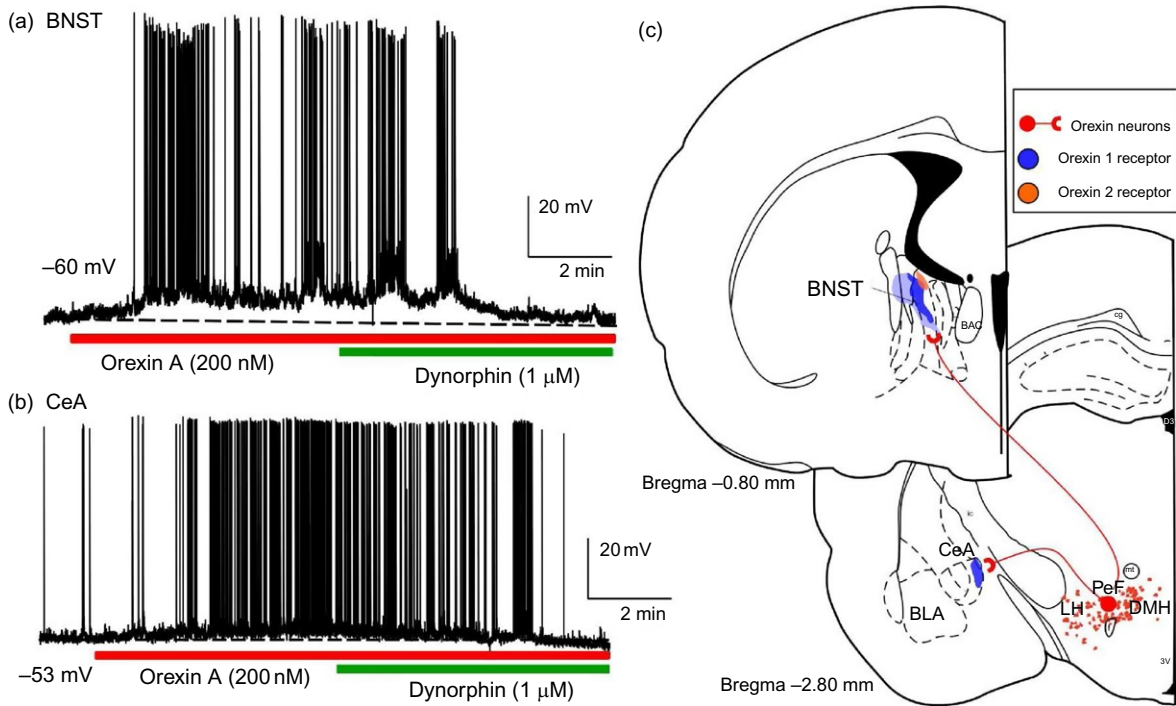 (a) BNST
20 mV
2 min
–60 mV
Orexin A (200 nM)
Dynorphin (1 μM)
(b) CeA
20 mV
2 min
–53 mV
Orexin A (200 nM)
Dynorphin (1 μM)
(c)
Orexin neurons
Orexin 1 receptor
Orexin 2 receptor
BNST
BAC
Bregma –0.80 mm
cg
D3
ic
CeA
BLA
mt
PeF
LH
DMH
3V
Bregma –2.80 mm